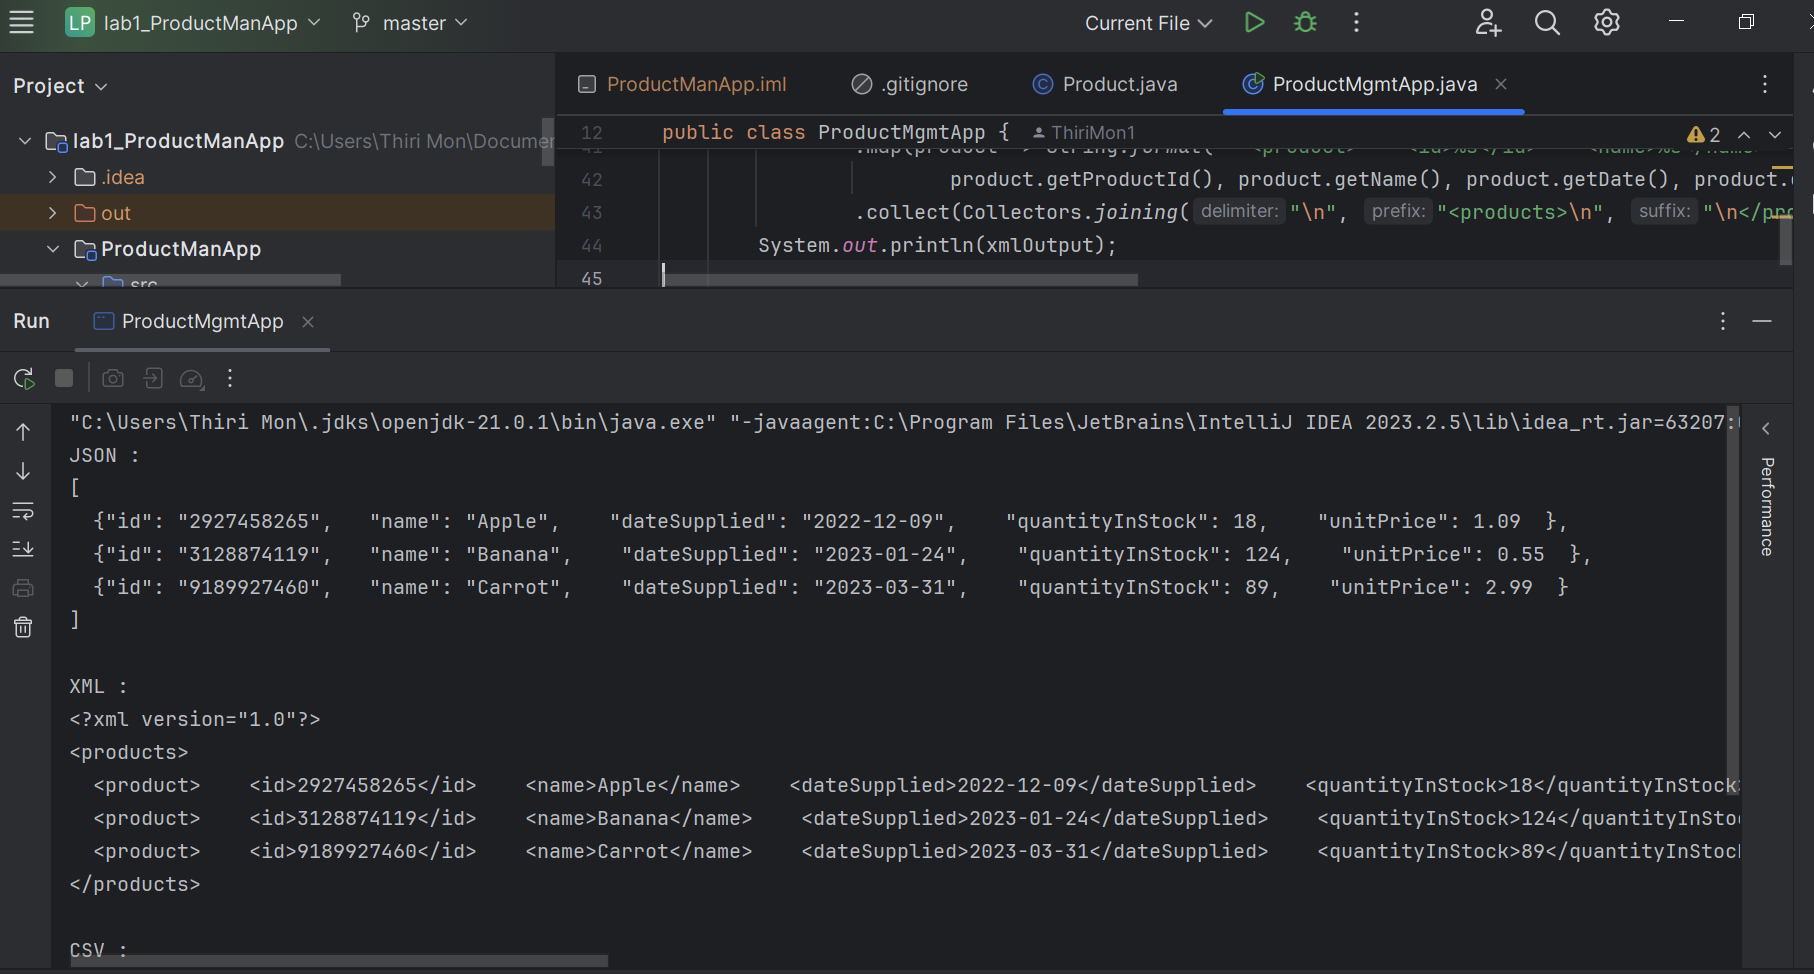 LP lab1_ProductManApp master Current File
Project
ProductManApp.iml .gitignore Product.java ProductMgmtApp.java
lab1_ProductManApp C:\Users\Thiri Mon\Documen
.idea
out
ProductManApp
src
12 public class ProductMgmtApp { ThiriMon1 2
42 product.getProductId(), product.getName(), product.getDate(), product.
43 .collect(Collectors.joining( delimiter: "\n", prefix: "<products>\n", suffix: "\n</pro
44 System.out.println(xmlOutput);
45
Run ProductMgmtApp
"C:\Users\Thiri Mon\.jdks\openjdk-21.0.1\bin\java.exe" "-javaagent:C:\Program Files\JetBrains\IntelliJ IDEA 2023.2.5\lib\idea_rt.jar=63207:
JSON :
[
{"id": "2927458265", "name": "Apple", "dateSupplied": "2022-12-09", "quantityInStock": 18, "unitPrice": 1.09 },
{"id": "3128874119", "name": "Banana", "dateSupplied": "2023-01-24", "quantityInStock": 124, "unitPrice": 0.55 },
{"id": "9189927460", "name": "Carrot", "dateSupplied": "2023-03-31", "quantityInStock": 89, "unitPrice": 2.99 }
]
XML :
<?xml version="1.0"?>
<products>
<product> <id>2927458265</id> <name>Apple</name> <dateSupplied>2022-12-09</dateSupplied> <quantityInStock>18</quantityInStock
<product> <id>3128874119</id> <name>Banana</name> <dateSupplied>2023-01-24</dateSupplied> <quantityInStock>124</quantityInSto
<product> <id>9189927460</id> <name>Carrot</name> <dateSupplied>2023-03-31</dateSupplied> <quantityInStock>89</quantityInStoc
</products>
CSV :
Performance